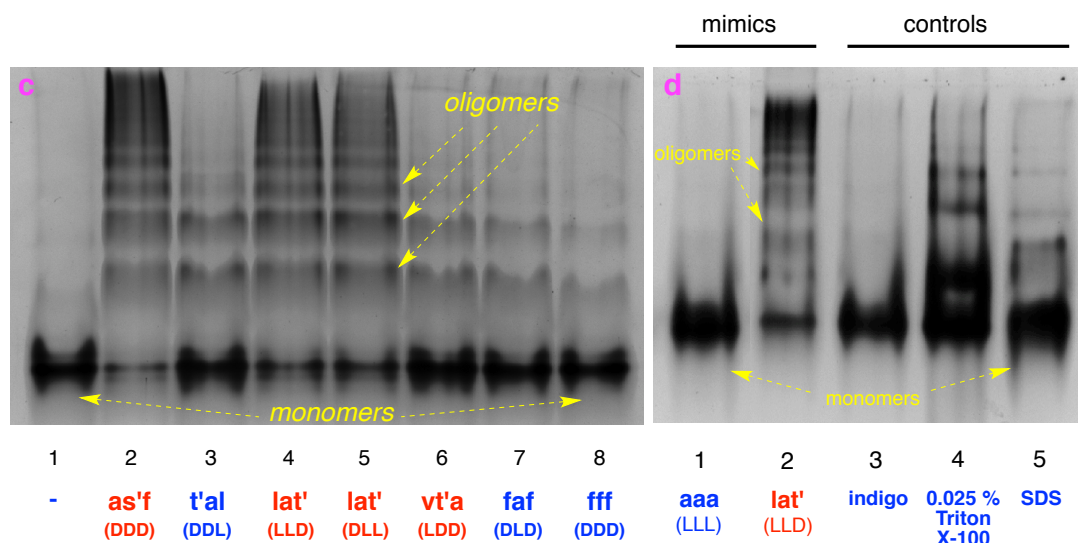 mimics controls
c d
oligomers
oligomers
monomers
monomers
1 2 3 4 5 6 7 8 1 2 3 4 5
- as'f t'al lat' lat' vt'a faf fff aaa lat' indigo 0.025 % SDS
(DDD) (DDL) (LLD) (DLL) (LDD) (DLD) (DDD) (LLL) (LLD) Triton
X-100